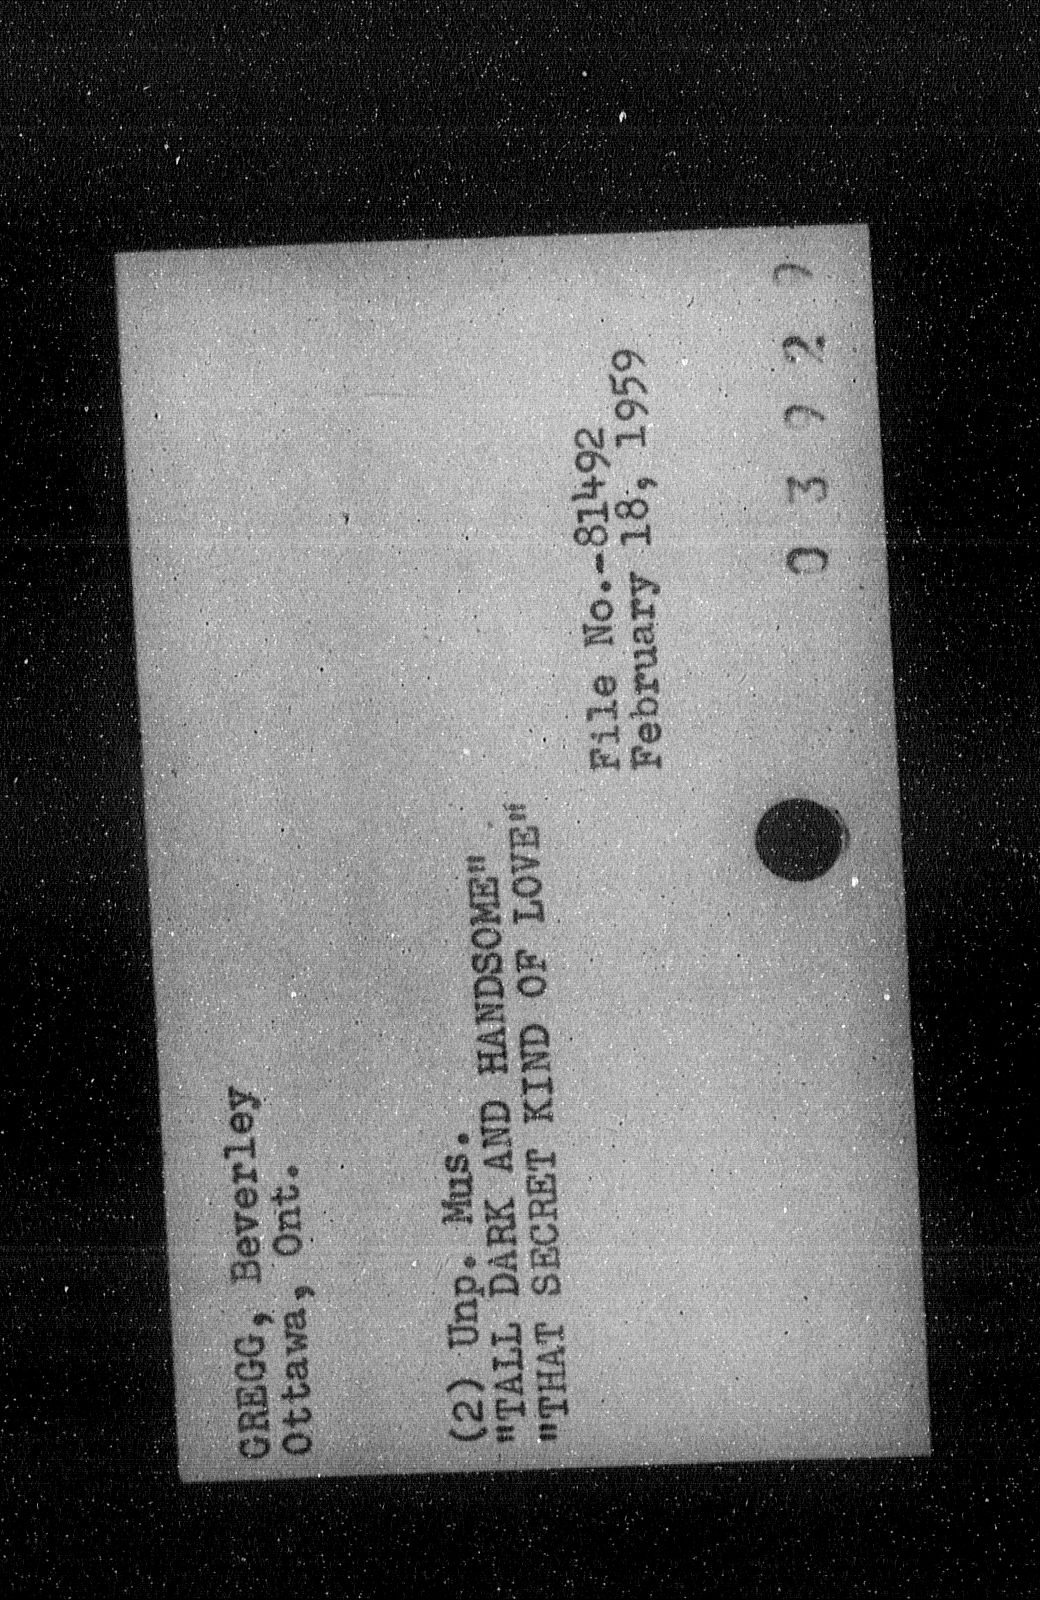 GREGG, Beverley
Ottawa, Ont.
(2) Unp. Mus.
"TALL DARK AND HANDSOME"
"THAT SECRET KIND OF LOVE"
File No.-81492
February 18, 1959